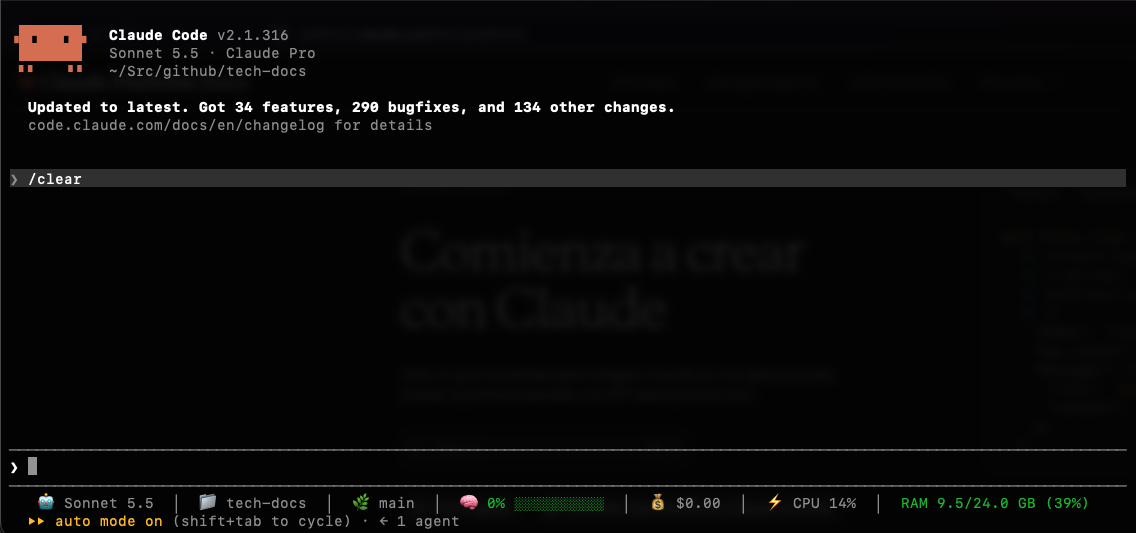 Claude Code v2.1.316
Sonnet 5.5 · Claude Pro
~/Src/github/tech-docs
Updated to latest. Got 34 features, 290 bugfixes, and 134 other changes.
code.claude.com/docs/en/changelog for details
❯ /clear
Comienza a crear
con Claude
❯
🤖 Sonnet 5.5 │ 📁 tech-docs │ 🌿 main │ 🧠 0% ░░░░░░░░░░ │ 💰 $0.00 │ ⚡ CPU 14% │ RAM 9.5/24.0 GB (39%)
⏵⏵ auto mode on (shift+tab to cycle) · ← 1 agent